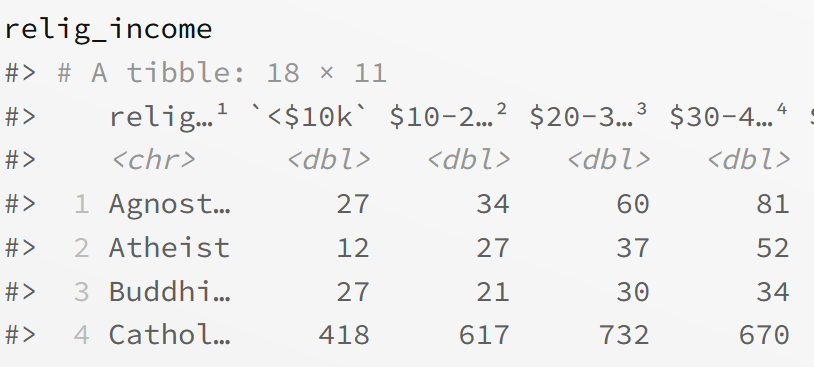 relig_income
#> # A tibble: 18 × 11
#> relig…¹ `<$10k` $10-2…² $20-3…³ $30-4…⁴
#> <chr> <dbl> <dbl> <dbl> <dbl>
#> 1 Agnost… 27 34 60 81
#> 2 Atheist 12 27 37 52
#> 3 Buddhi… 27 21 30 34
#> 4 Cathol… 418 617 732 670